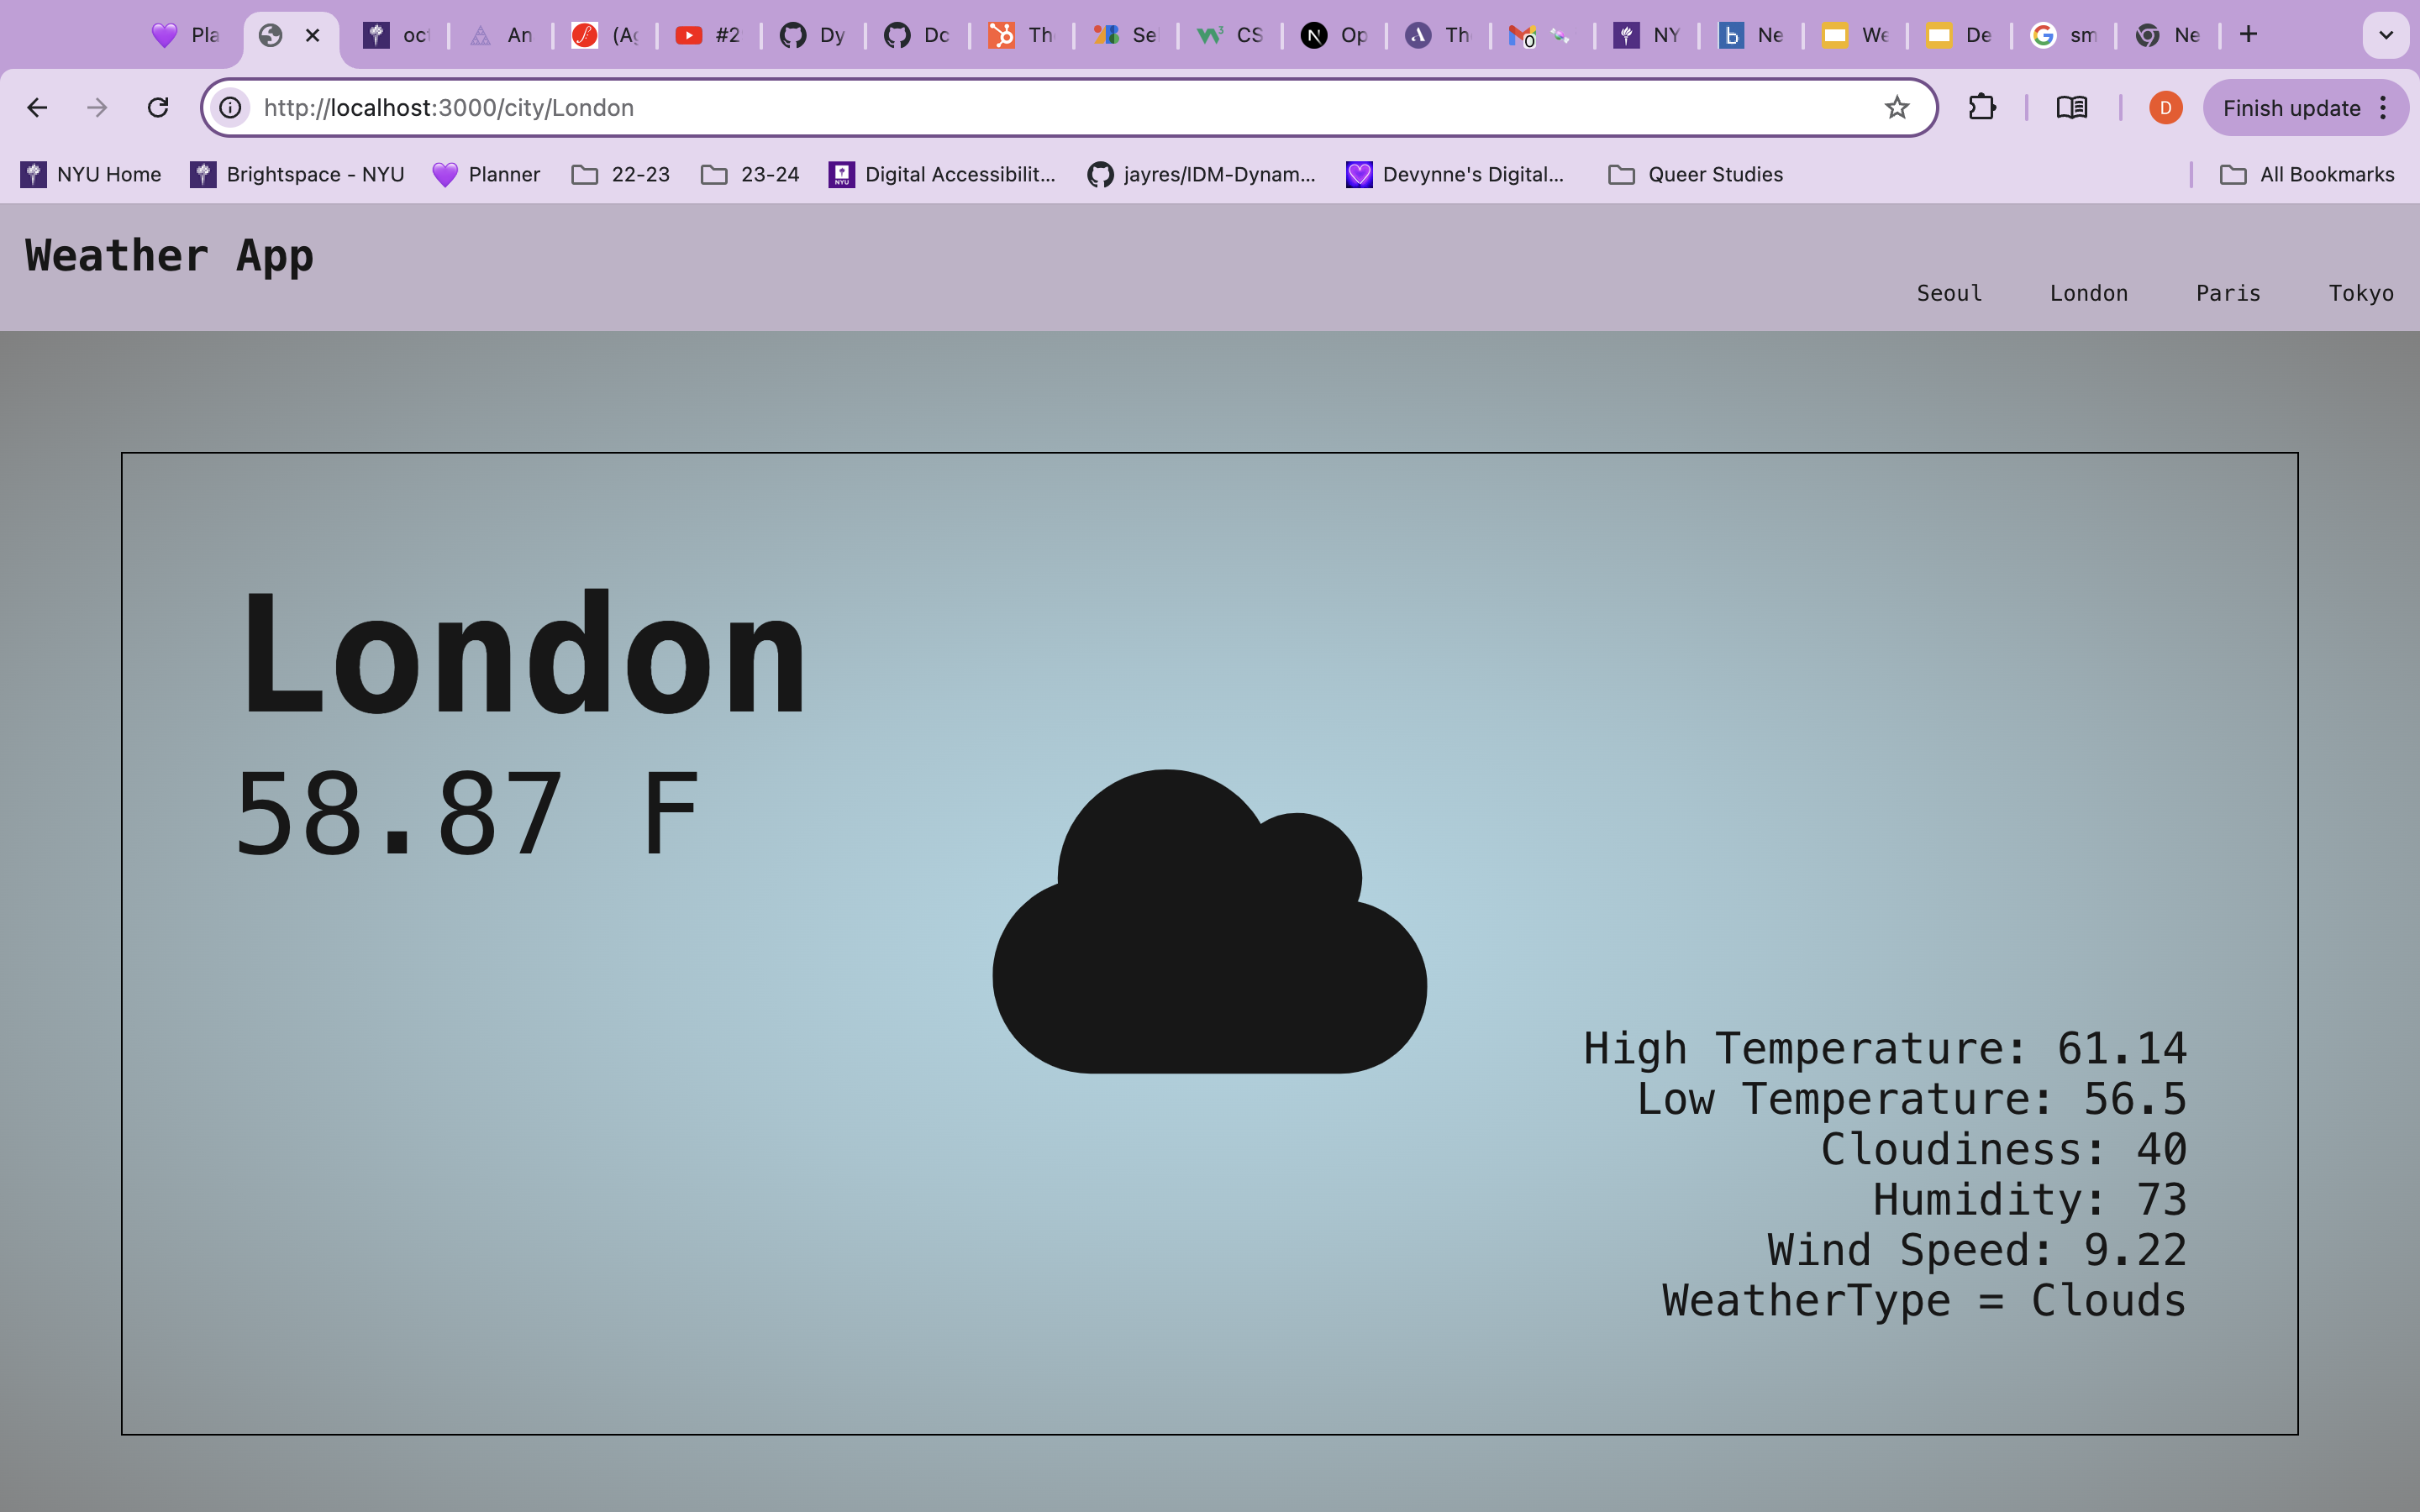 Pla oct An (Ag #2 Dy Dc Th Se CS Op Th NY Ne We De sm Ne
http://localhost:3000/city/London D Finish update
NYU Home Brightspace - NYU Planner 22-23 23-24 Digital Accessibilit... jayres/IDM-Dynam... Devynne's Digital... Queer Studies All Bookmarks
Weather App
Seoul London Paris Tokyo
London
58.87 F
High Temperature: 61.14
Low Temperature: 56.5
Cloudiness: 40
Humidity: 73
Wind Speed: 9.22
WeatherType = Clouds